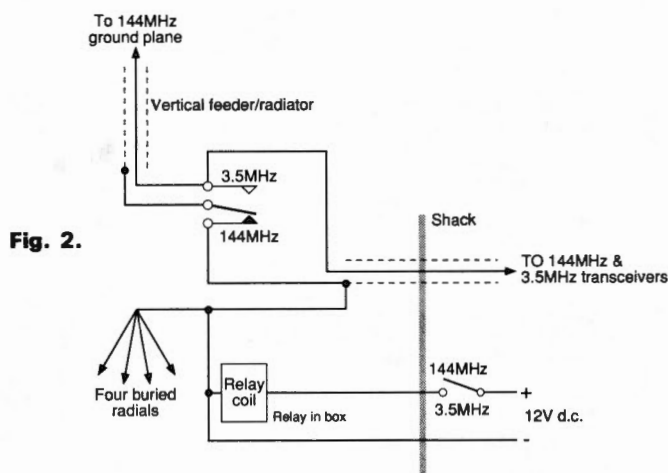 To 144MHz
ground plane
Vertical feeder/radiator
3.5MHz
144MHz
Fig. 2.
Shack
TO 144MHz &
3.5MHz transceivers
Four buried
radials
Relay
coil
Relay in box
144MHz
3.5MHz
+
12V d.c.
-